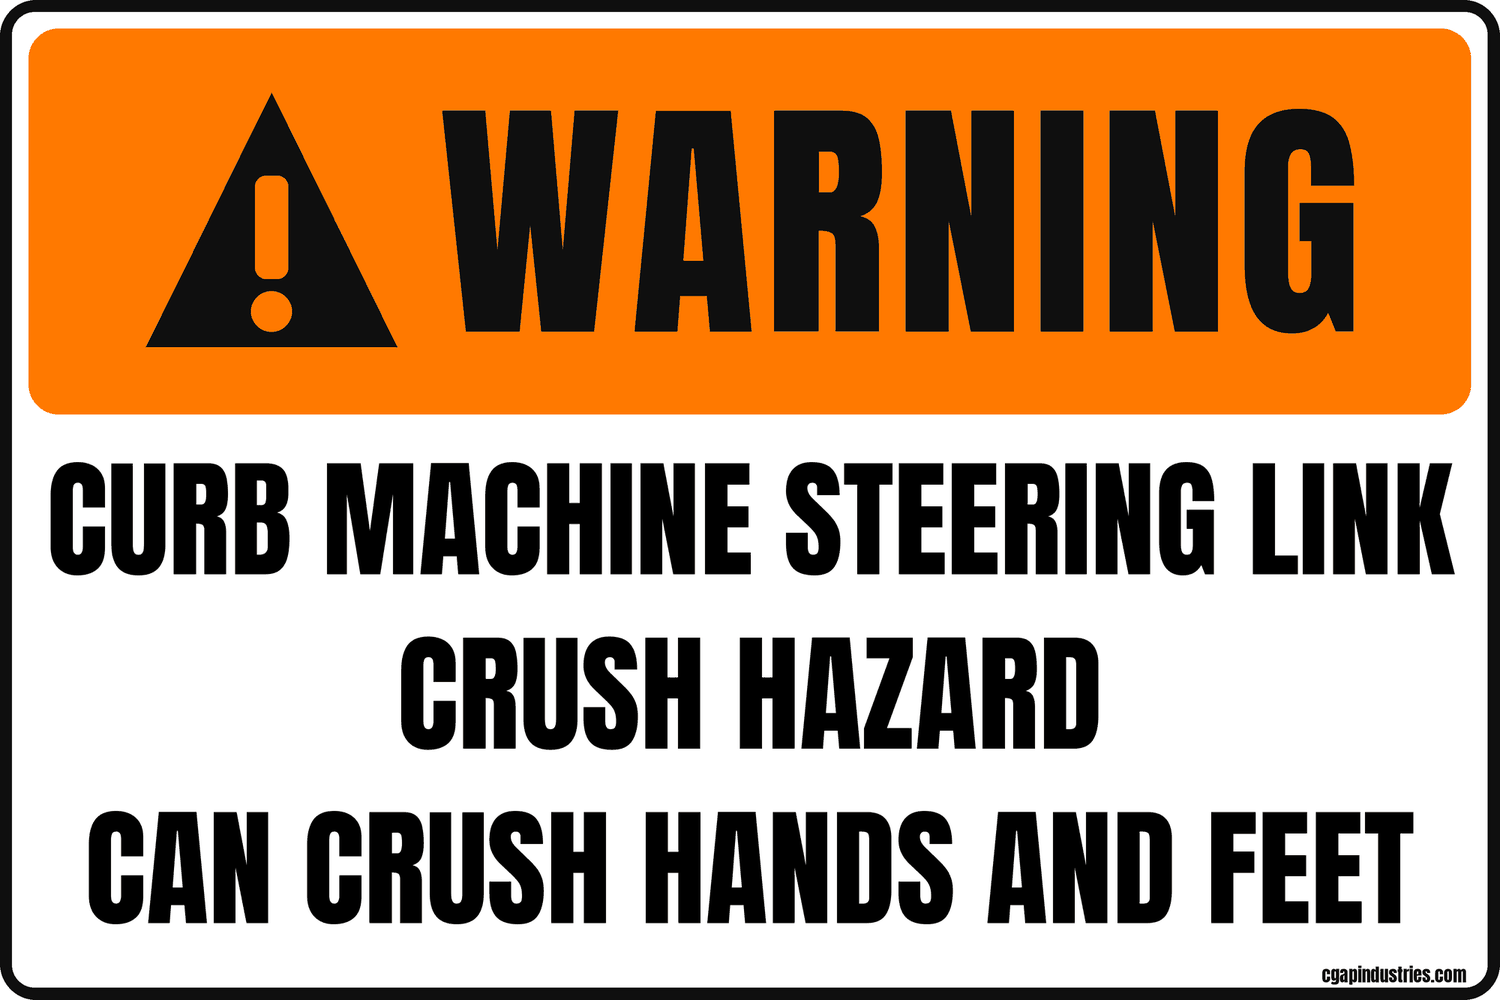 WARNING
CURB MACHINE STEERING LINK
CRUSH HAZARD
CAN CRUSH HANDS AND FEET
cgapindustries.com